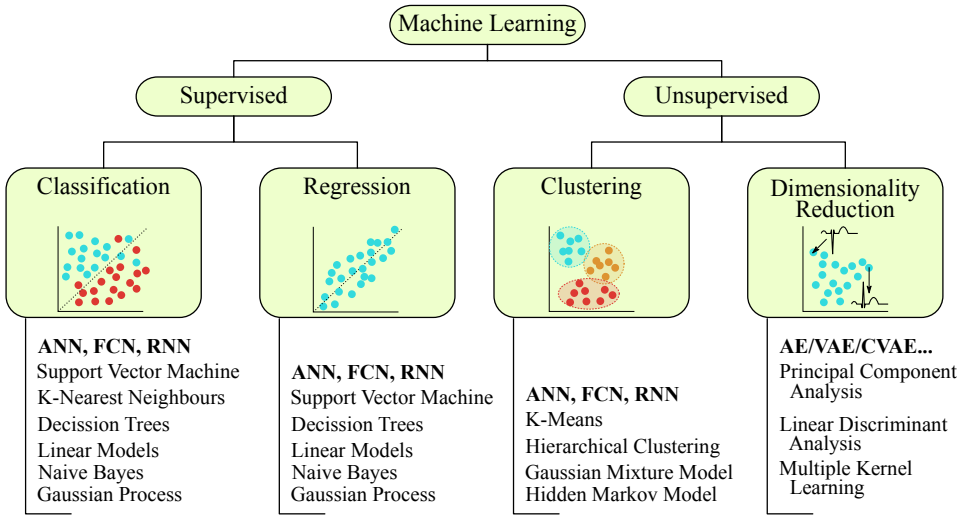 Machine Learning
Supervised
Unsupervised
Classification
ANN, FCN, RNN
Support Vector Machine
K-Nearest Neighbours
Decission Trees
Linear Models
Naive Bayes
Gaussian Process
Regression
ANN, FCN, RNN
Support Vector Machine
Decission Trees
Linear Models
Naive Bayes
Gaussian Process
Clustering
ANN, FCN, RNN
K-Means
Hierarchical Clustering
Gaussian Mixture Model
Hidden Markov Model
Dimensionality
Reduction
AE/VAE/CVAE...
Principal Component
Analysis
Linear Discriminant
Analysis
Multiple Kernel
Learning